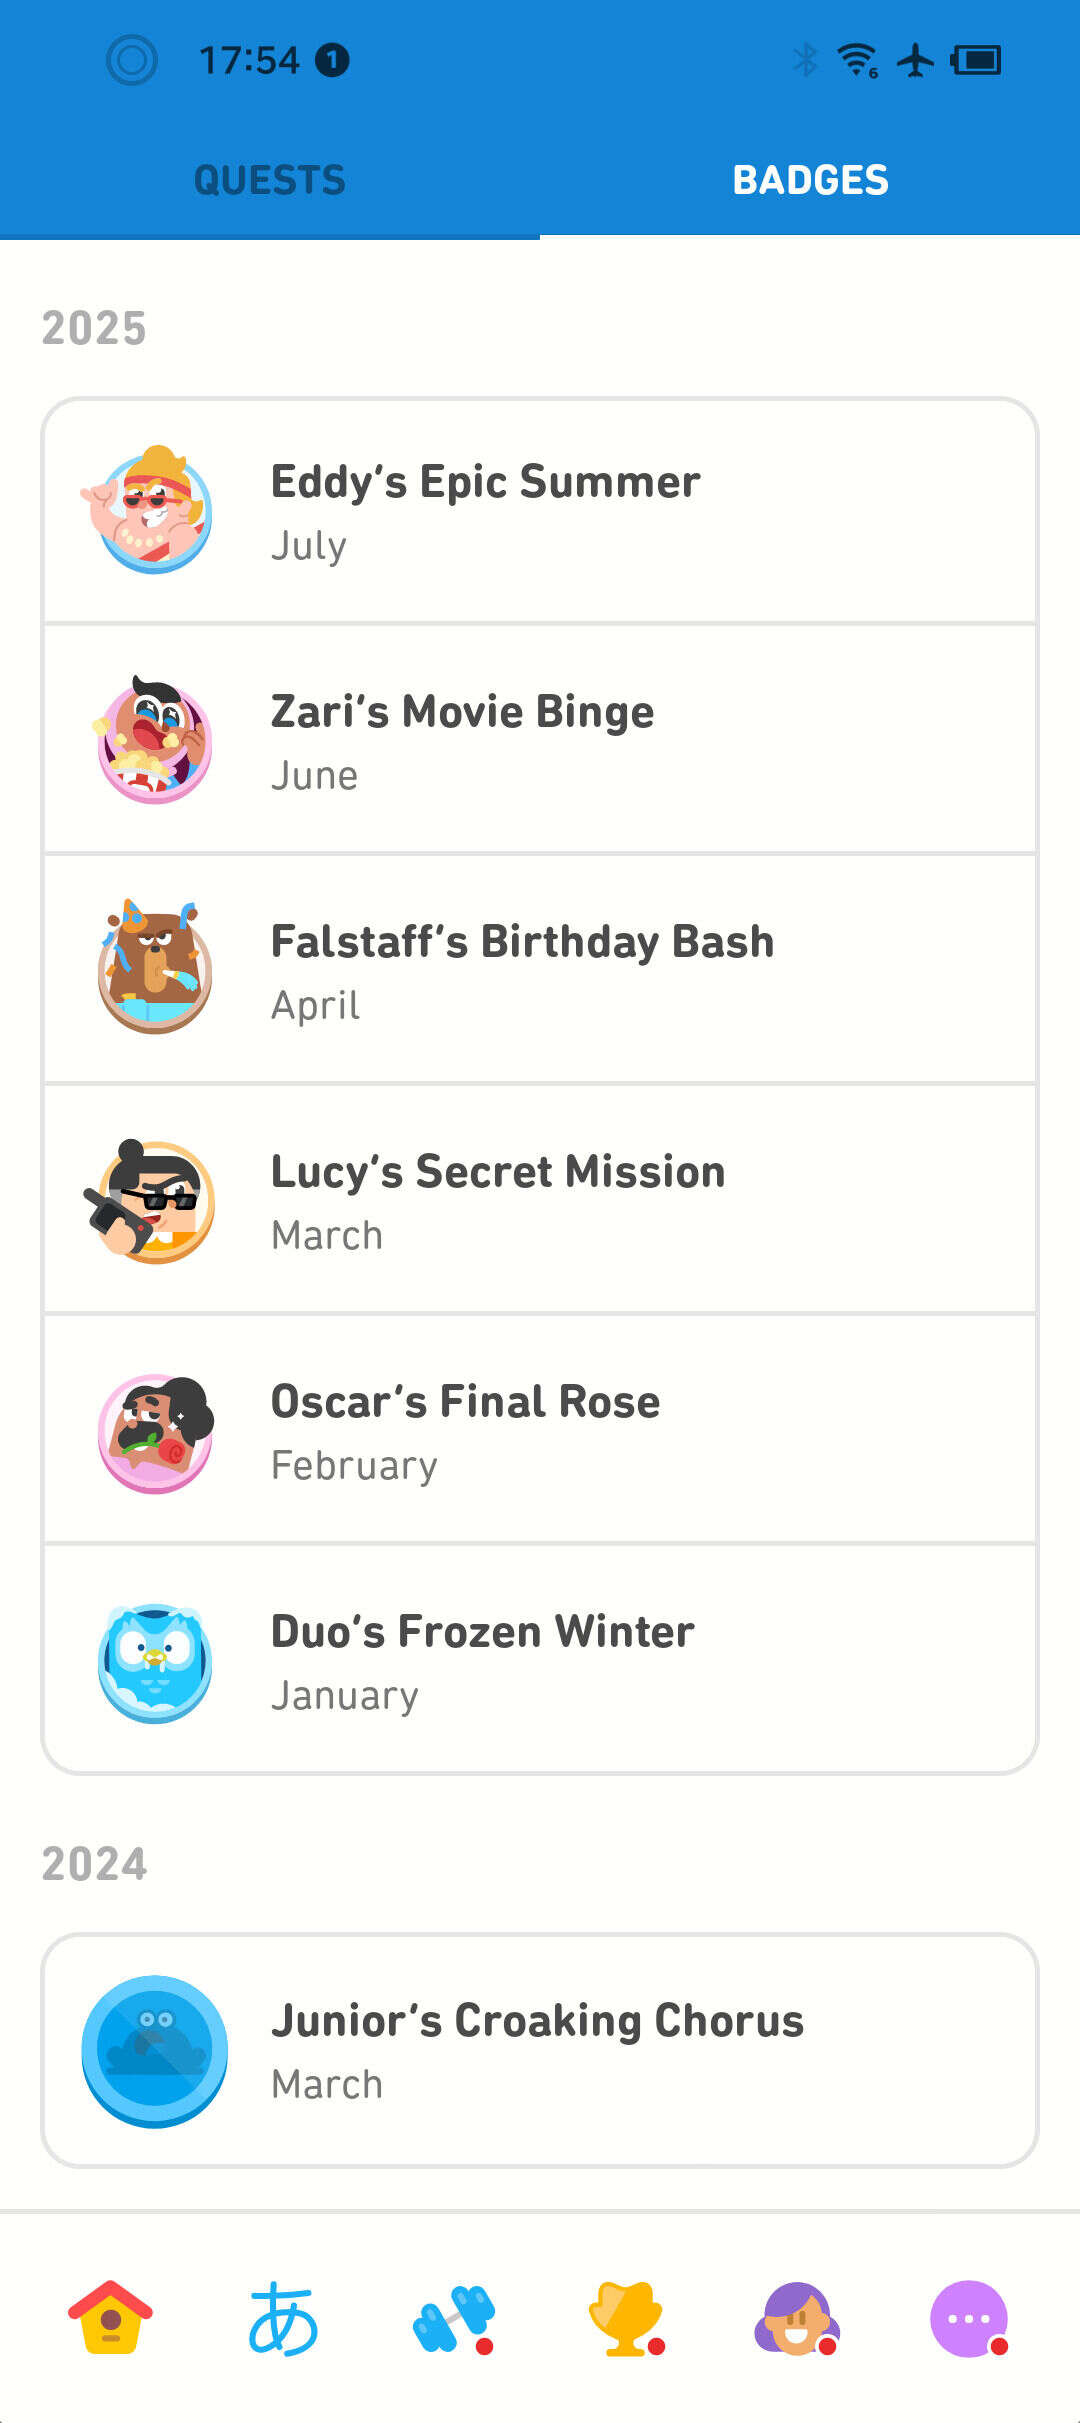 17:54 1
6
QUESTS BADGES
2025
Eddy's Epic Summer
July
Zari's Movie Binge
June
Falstaff's Birthday Bash
April
Lucy's Secret Mission
March
Oscar's Final Rose
February
Duo's Frozen Winter
January
2024
Junior's Croaking Chorus
March
あ